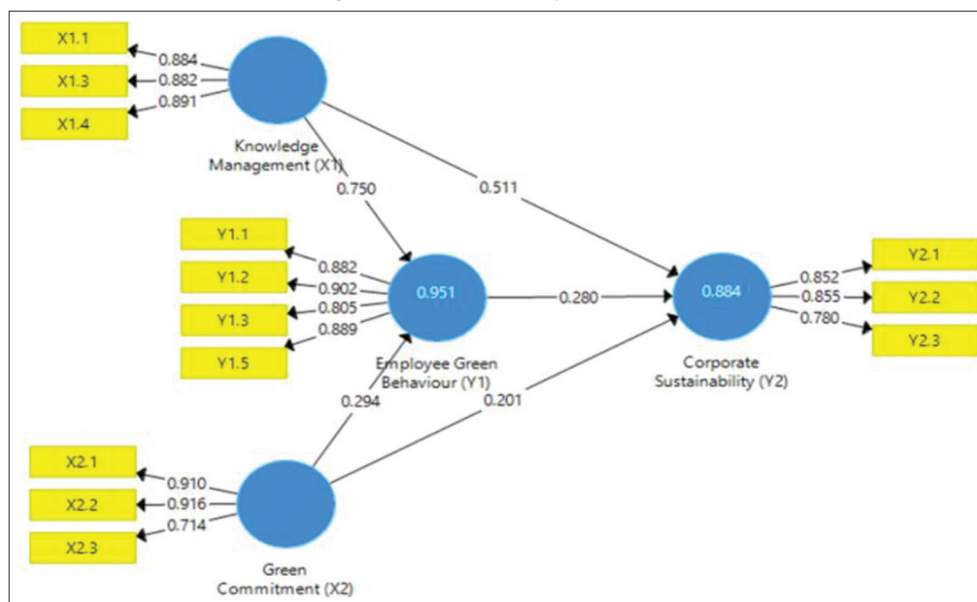 X1.1
X1.3
X1.4
0.884
0.882
0.891
Knowledge
Management (X1)
0.750
0.511
Y1.1
Y1.2
Y1.3
Y1.5
0.882
0.902
0.805
0.889
0.951
Employee Green
Behaviour (Y1)
0.280
0.884
Corporate
Sustainability (Y2)
0.852
0.855
0.780
Y2.1
Y2.2
Y2.3
0.294
0.201
X2.1
X2.2
X2.3
0.910
0.916
0.714
Green
Commitment (X2)